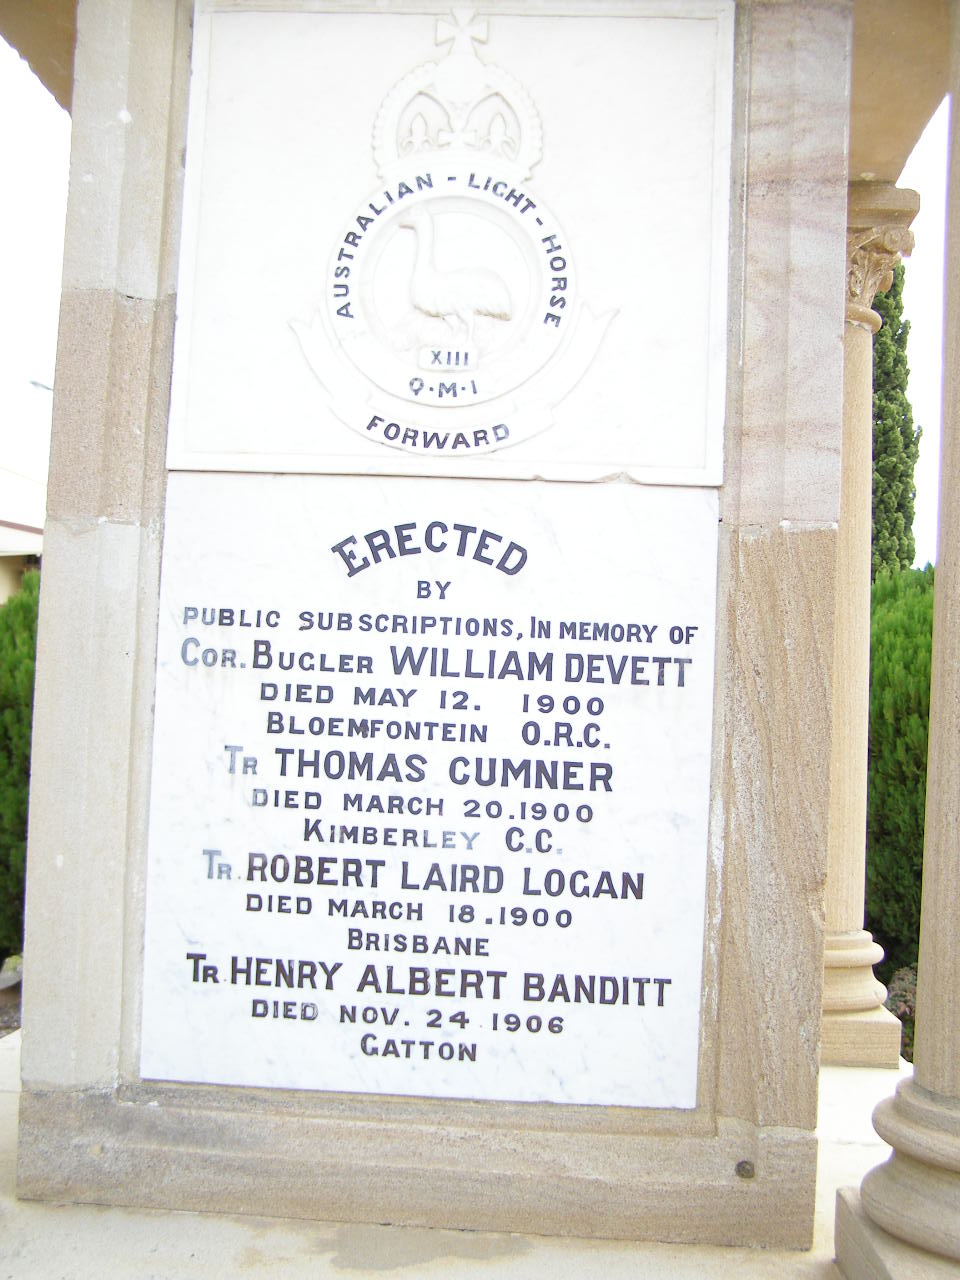 AUSTRALIAN - LIGHT - HORSE
XIII
Q·M·I
FORWARD
ERECTED
BY
PUBLIC SUBSCRIPTIONS, IN MEMORY OF
COR. BUGLER WILLIAM DEVETT
DIED MAY 12. 1900
BLOEMFONTEIN O.R.C.
TR THOMAS CUMNER
DIED MARCH 20.1900
KIMBERLEY C.C.
TR. ROBERT LAIRD LOGAN
DIED MARCH 18.1900
BRISBANE
TR. HENRY ALBERT BANDITT
DIED NOV. 24 1906
GATTON